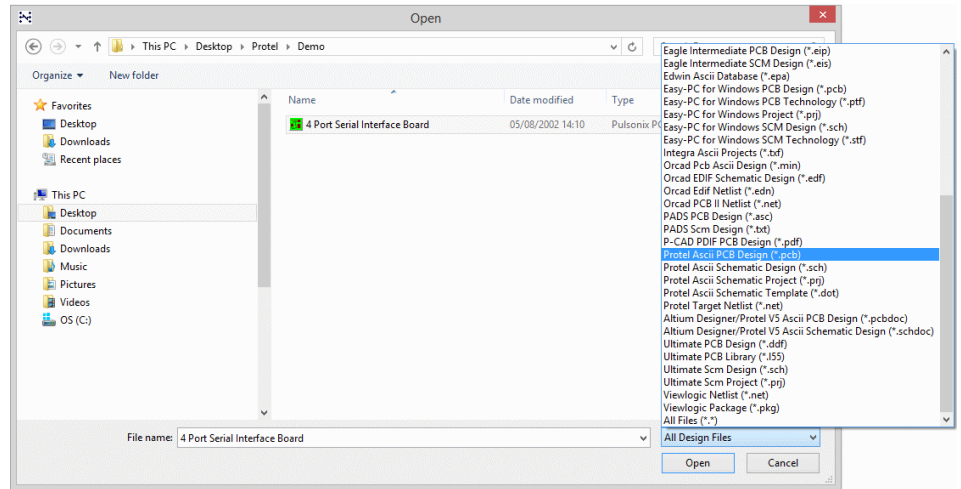 Open
This PC ▸ Desktop ▸ Protel ▸ Demo
Organize
New folder
Name
Date modified
Type
Favorites
Desktop
Downloads
Recent places
This PC
Desktop
Documents
Downloads
Music
Pictures
Videos
OS (C:)
4 Port Serial Interface Board
05/08/2002 14:10
Pulsonix PC
Eagle Intermediate PCB Design (*.eip)
Eagle Intermediate SCM Design (*.eis)
Edwin Ascii Database (*.epa)
Easy-PC for Windows PCB Design (*.pcb)
Easy-PC for Windows PCB Technology (*.ptf)
Easy-PC for Windows Project (*.prj)
Easy-PC for Windows SCM Design (*.sch)
Easy-PC for Windows SCM Technology (*.stf)
Integra Ascii Projects (*.txf)
Orcad Pcb Ascii Design (*.min)
Orcad EDIF Schematic Design (*.edf)
Orcad Edif Netlist (*.edn)
Orcad PCB II Netlist (*.net)
PADS PCB Design (*.asc)
PADS Scm Design (*.txt)
P-CAD PDIF PCB Design (*.pdf)
Protel Ascii PCB Design (*.pcb)
Protel Ascii Schematic Design (*.sch)
Protel Ascii Schematic Project (*.prj)
Protel Ascii Schematic Template (*.dot)
Protel Target Netlist (*.net)
Altium Designer/Protel V5 Ascii PCB Design (*.pcbdoc)
Altium Designer/Protel V5 Ascii Schematic Design (*.schdoc)
Ultimate PCB Design (*.ddf)
Ultimate PCB Library (*.l55)
Ultimate Scm Design (*.sch)
Ultimate Scm Project (*.prj)
Viewlogic Netlist (*.net)
Viewlogic Package (*.pkg)
All Files (*.*)
File name: 4 Port Serial Interface Board
All Design Files
Open
Cancel